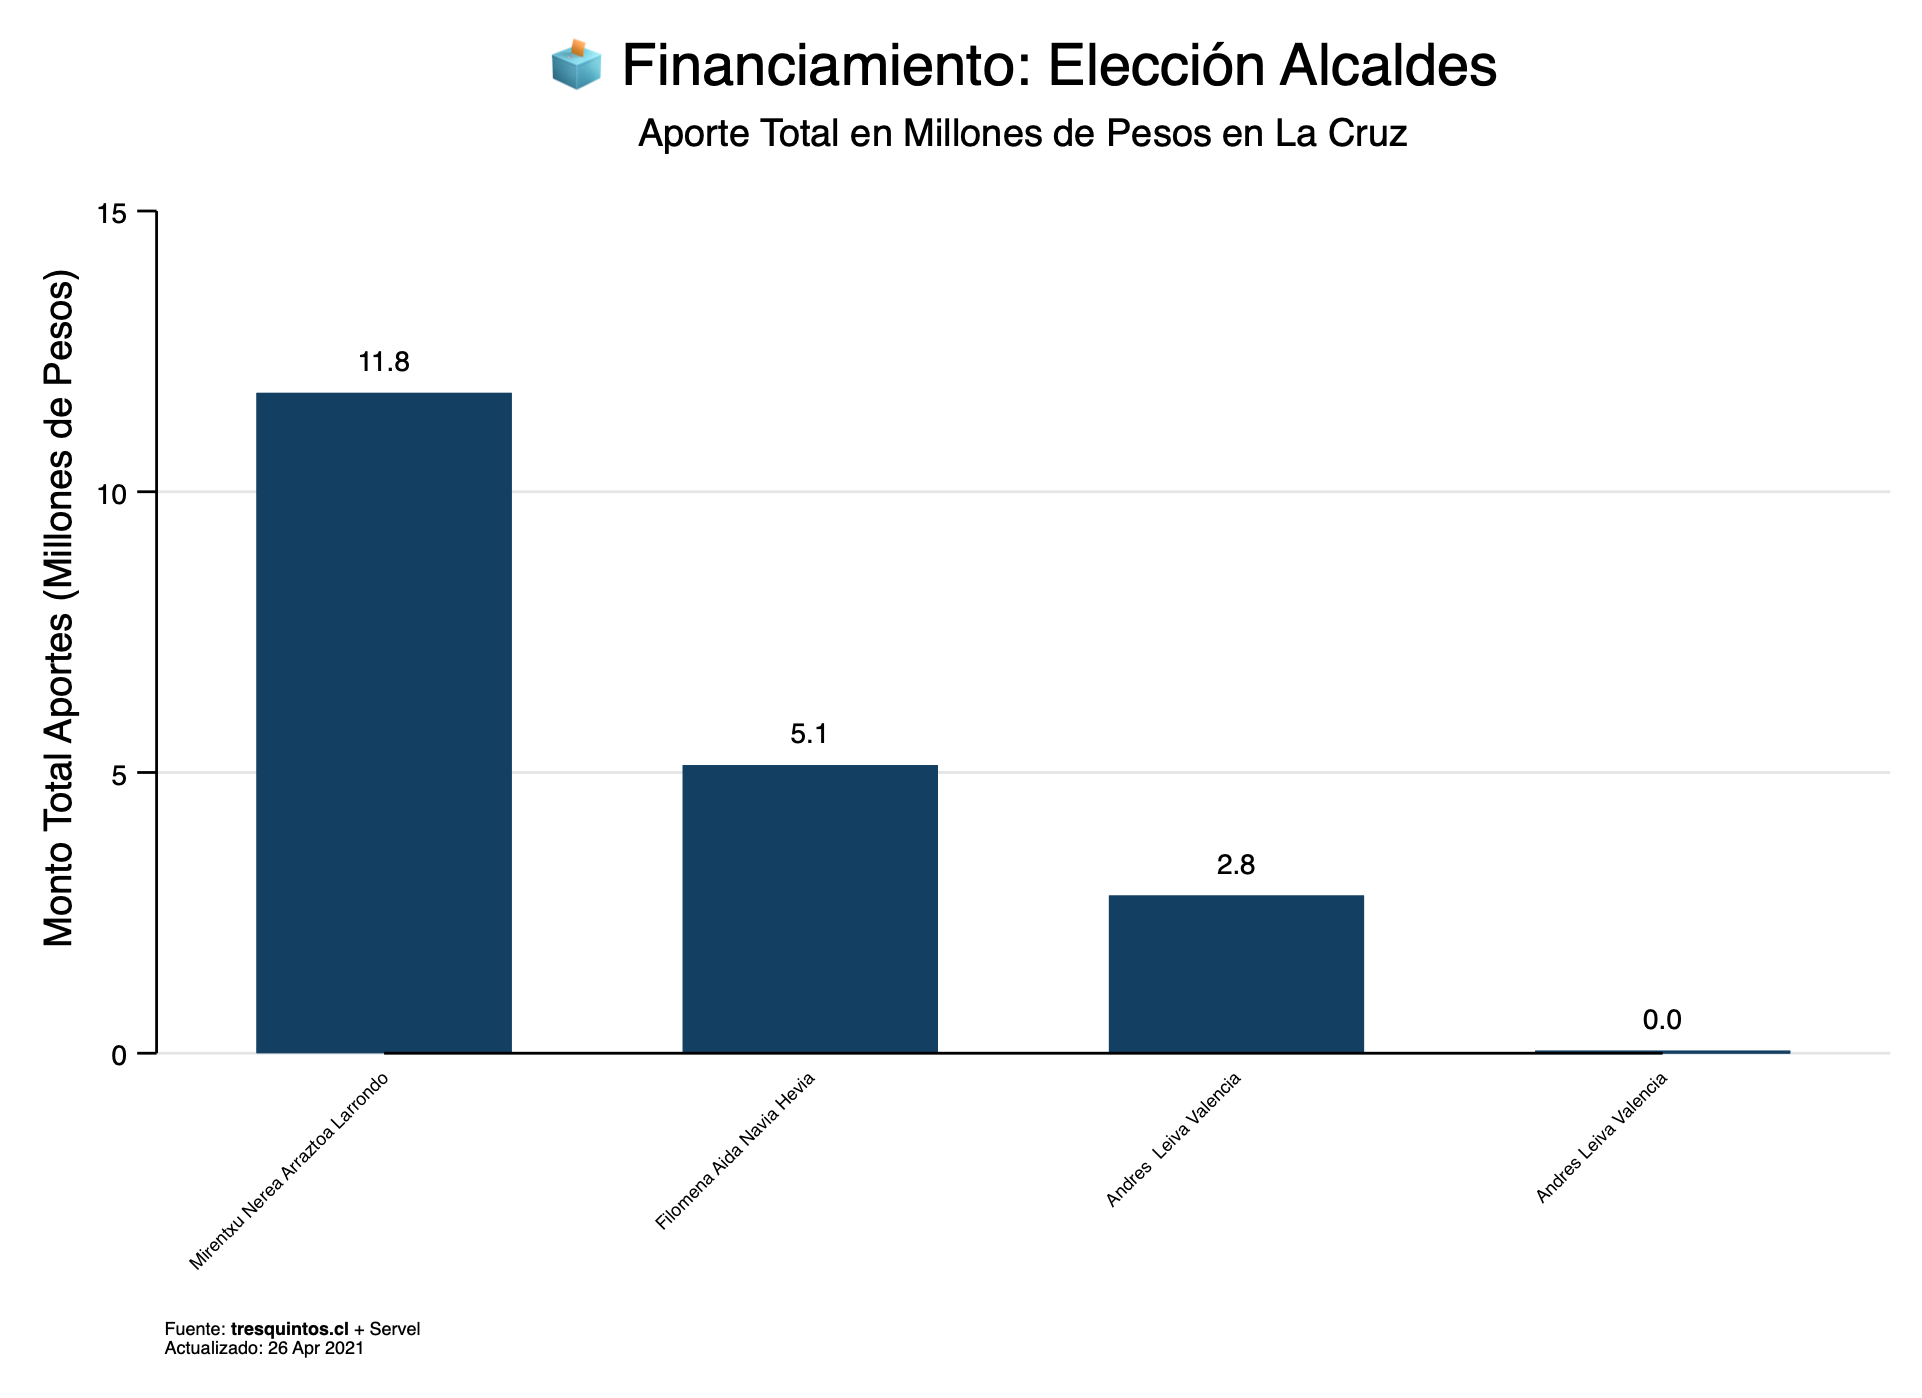 Financiamiento: Elección Alcaldes
Aporte Total en Millones de Pesos en La Cruz
Monto Total Aportes (Millones de Pesos)
15
10
5
0
11.8
5.1
2.8
0.0
Mirentxu Nerea Arraztoa Larrondo
Filomena Aida Navia Hevia
Andres  Leiva Valencia
Andres Leiva Valencia
Fuente: tresquintos.cl + Servel
Actualizado: 26 Apr 2021